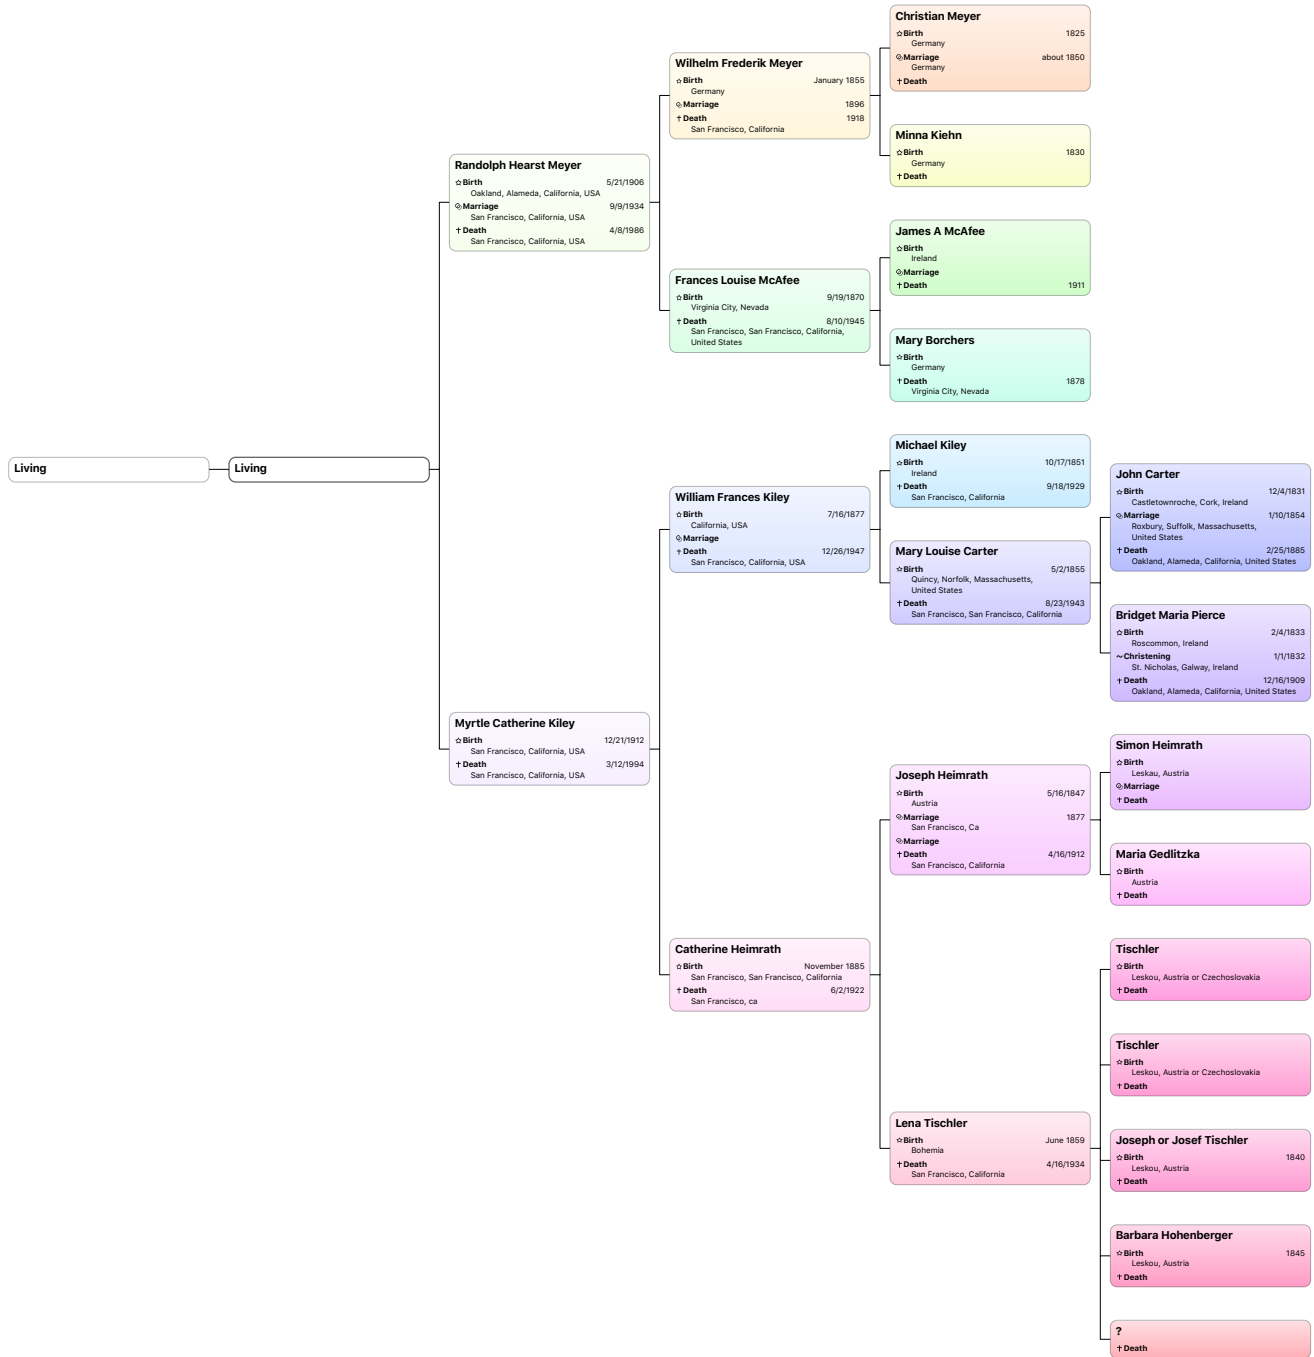 Living
Living
Randolph Hearst Meyer
Birth 5/21/1906
Oakland, Alameda, California, USA
Marriage 9/9/1934
San Francisco, California, USA
Death 4/8/1986
San Francisco, California, USA
Myrtle Catherine Kiley
Birth 12/21/1912
San Francisco, California, USA
Death 3/12/1994
San Francisco, California, USA
Wilhelm Frederik Meyer
Birth January 1855
Germany
Marriage 1896
Death 1918
San Francisco, California
Frances Louise McAfee
Birth 9/19/1870
Virginia City, Nevada
Death 8/10/1945
San Francisco, San Francisco, California,
United States
William Frances Kiley
Birth 7/16/1877
California, USA
Marriage
Death 12/26/1947
San Francisco, California, USA
Catherine Heimrath
Birth November 1885
San Francisco, San Francisco, California
Death 6/2/1922
San Francisco, ca
Christian Meyer
Birth 1825
Germany
Marriage about 1850
Germany
Death
Minna Kiehn
Birth 1830
Germany
Death
James A McAfee
Birth
Ireland
Marriage
Death 1911
Mary Borchers
Birth
Germany
Death 1878
Virginia City, Nevada
Michael Kiley
Birth 10/17/1851
Ireland
Death 9/18/1929
San Francisco, California
Mary Louise Carter
Birth 5/2/1855
Quincy, Norfolk, Massachusetts,
United States
Death 8/23/1943
San Francisco, San Francisco, California
Joseph Heimrath
Birth 5/16/1847
Austria
Marriage 1877
San Francisco, Ca
Marriage
Death 4/16/1912
San Francisco, California
Lena Tischler
Birth June 1859
Bohemia
Death 4/16/1934
San Francisco, California
John Carter
Birth 12/4/1831
Castletownroche, Cork, Ireland
Marriage 1/10/1854
Roxbury, Suffolk, Massachusetts,
United States
Death 2/25/1885
Oakland, Alameda, California, United States
Bridget Maria Pierce
Birth 2/4/1833
Roscommon, Ireland
Christening 1/1/1832
St. Nicholas, Galway, Ireland
Death 12/16/1909
Oakland, Alameda, California, United States
Simon Heimrath
Birth
Leskau, Austria
Marriage
Death
Maria Gedlitzka
Birth
Austria
Death
Tischler
Birth
Leskou, Austria or Czechoslovakia
Death
Tischler
Birth
Leskou, Austria or Czechoslovakia
Death
Joseph or Josef Tischler
Birth 1840
Leskou, Austria
Death
Barbara Hohenberger
Birth 1845
Leskou, Austria
Death
?
Death